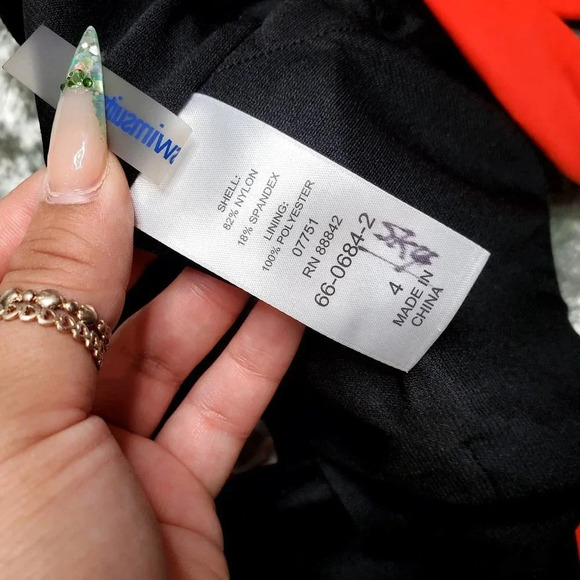 SHELL:
82% NYLON
18% SPANDEX
LINING:
100% POLYESTER
07751
RN 88842
66-0684-2
4
MADE IN
CHINA